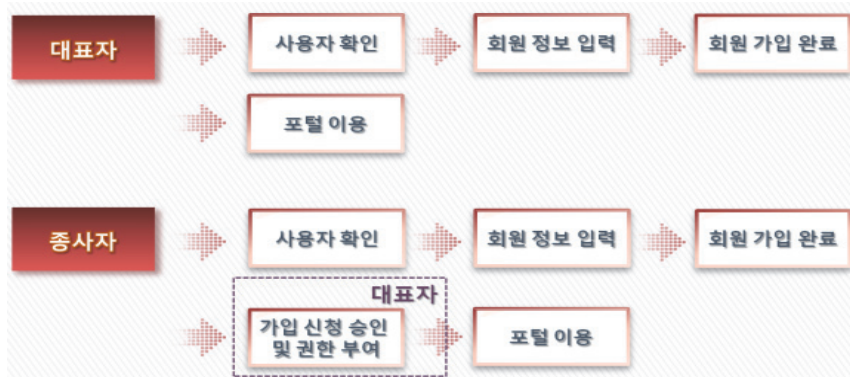 대표자
사용자 확인
회원 정보 입력
회원 가입 완료
포털 이용
종사자
사용자 확인
회원 정보 입력
회원 가입 완료
대표자
가입 신청 승인
및 권한 부여
포털 이용